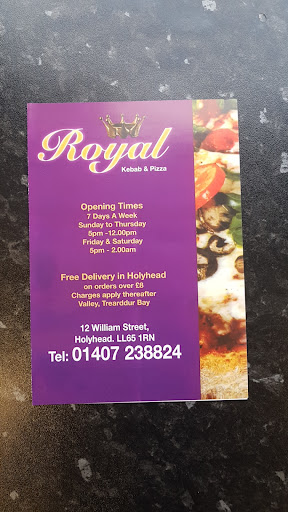 Royal
Kebab & Pizza
Opening Times
7 Days A Week
Sunday to Thursday
5pm -12.00pm
Friday & Saturday
5pm - 2.00am
Free Delivery in Holyhead
on orders over £8
Charges apply thereafter
Valley, Trearddur Bay
12 William Street,
Holyhead. LL65 1RN
Tel: 01407 238824